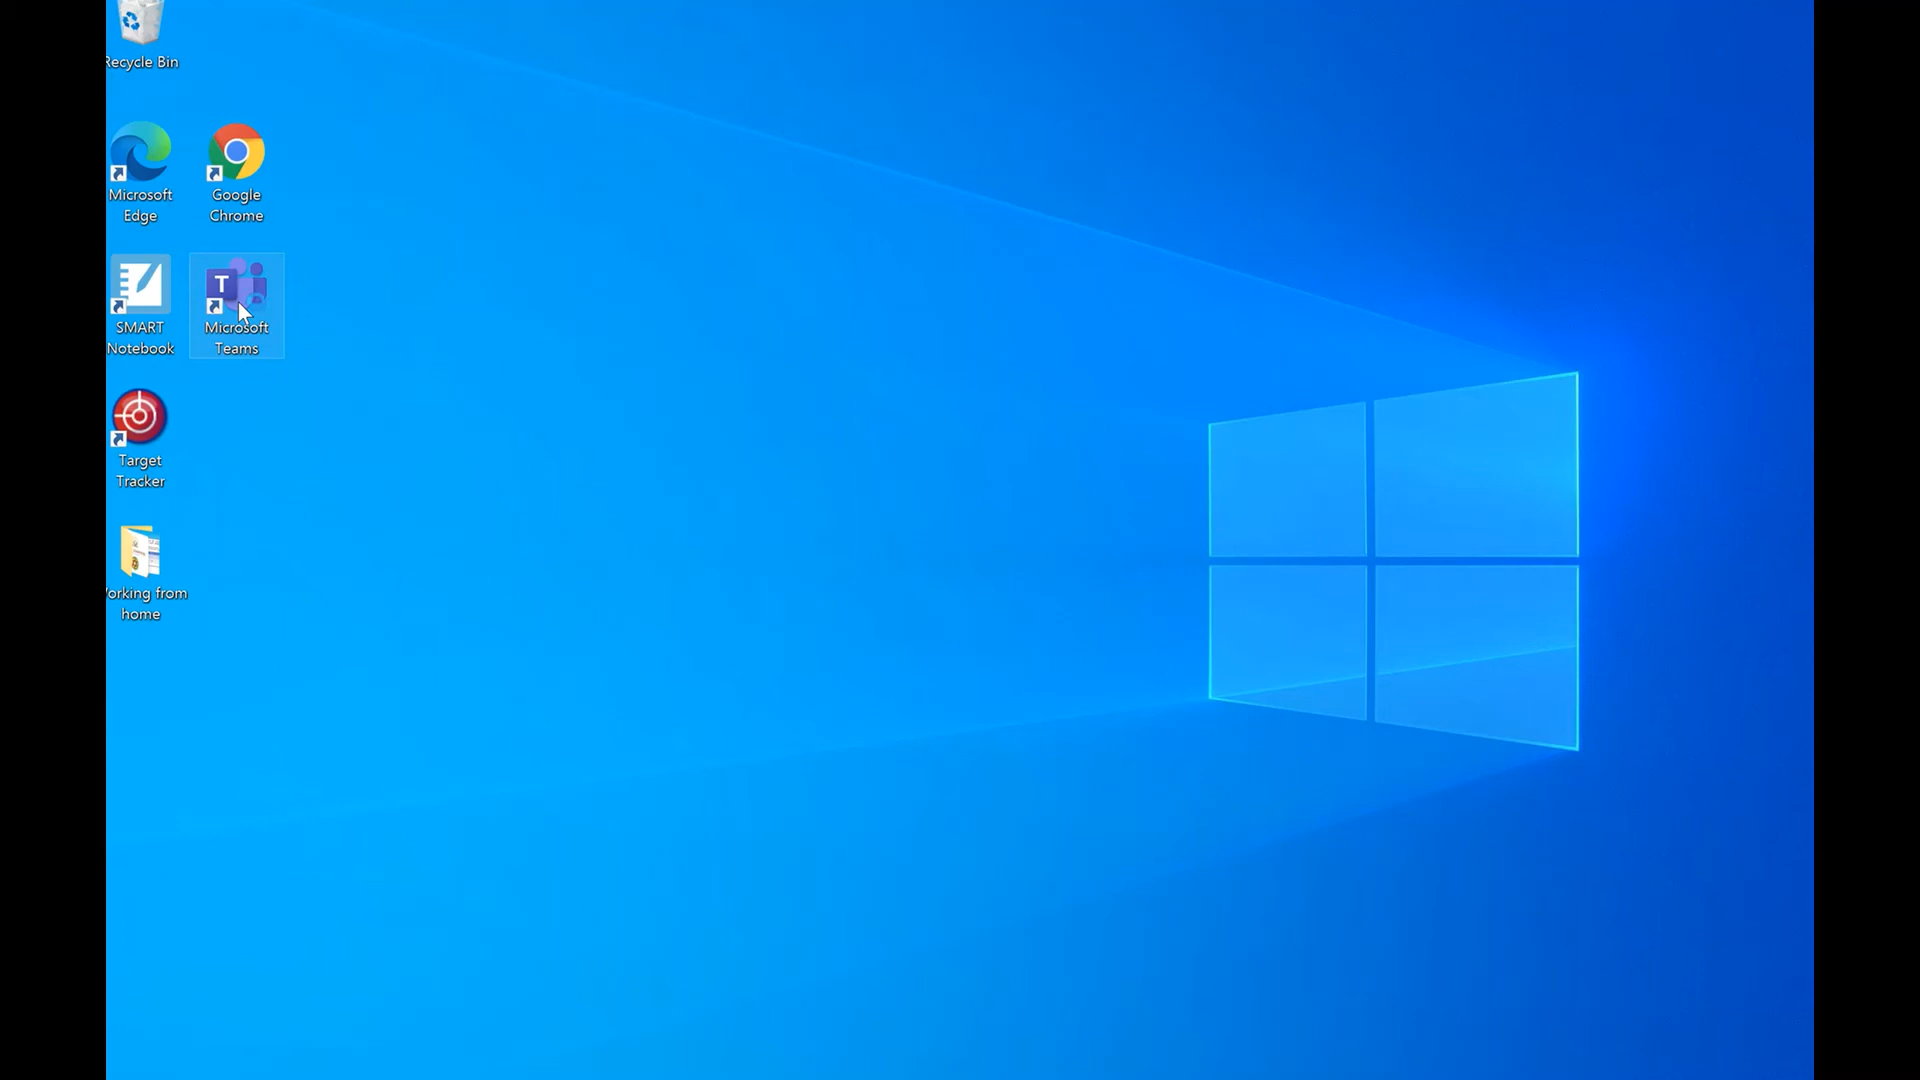 Recycle Bin
Microsoft
Edge
Google
Chrome
SMART
Notebook
T
Microsoft
Teams
Target
Tracker
orking from
home